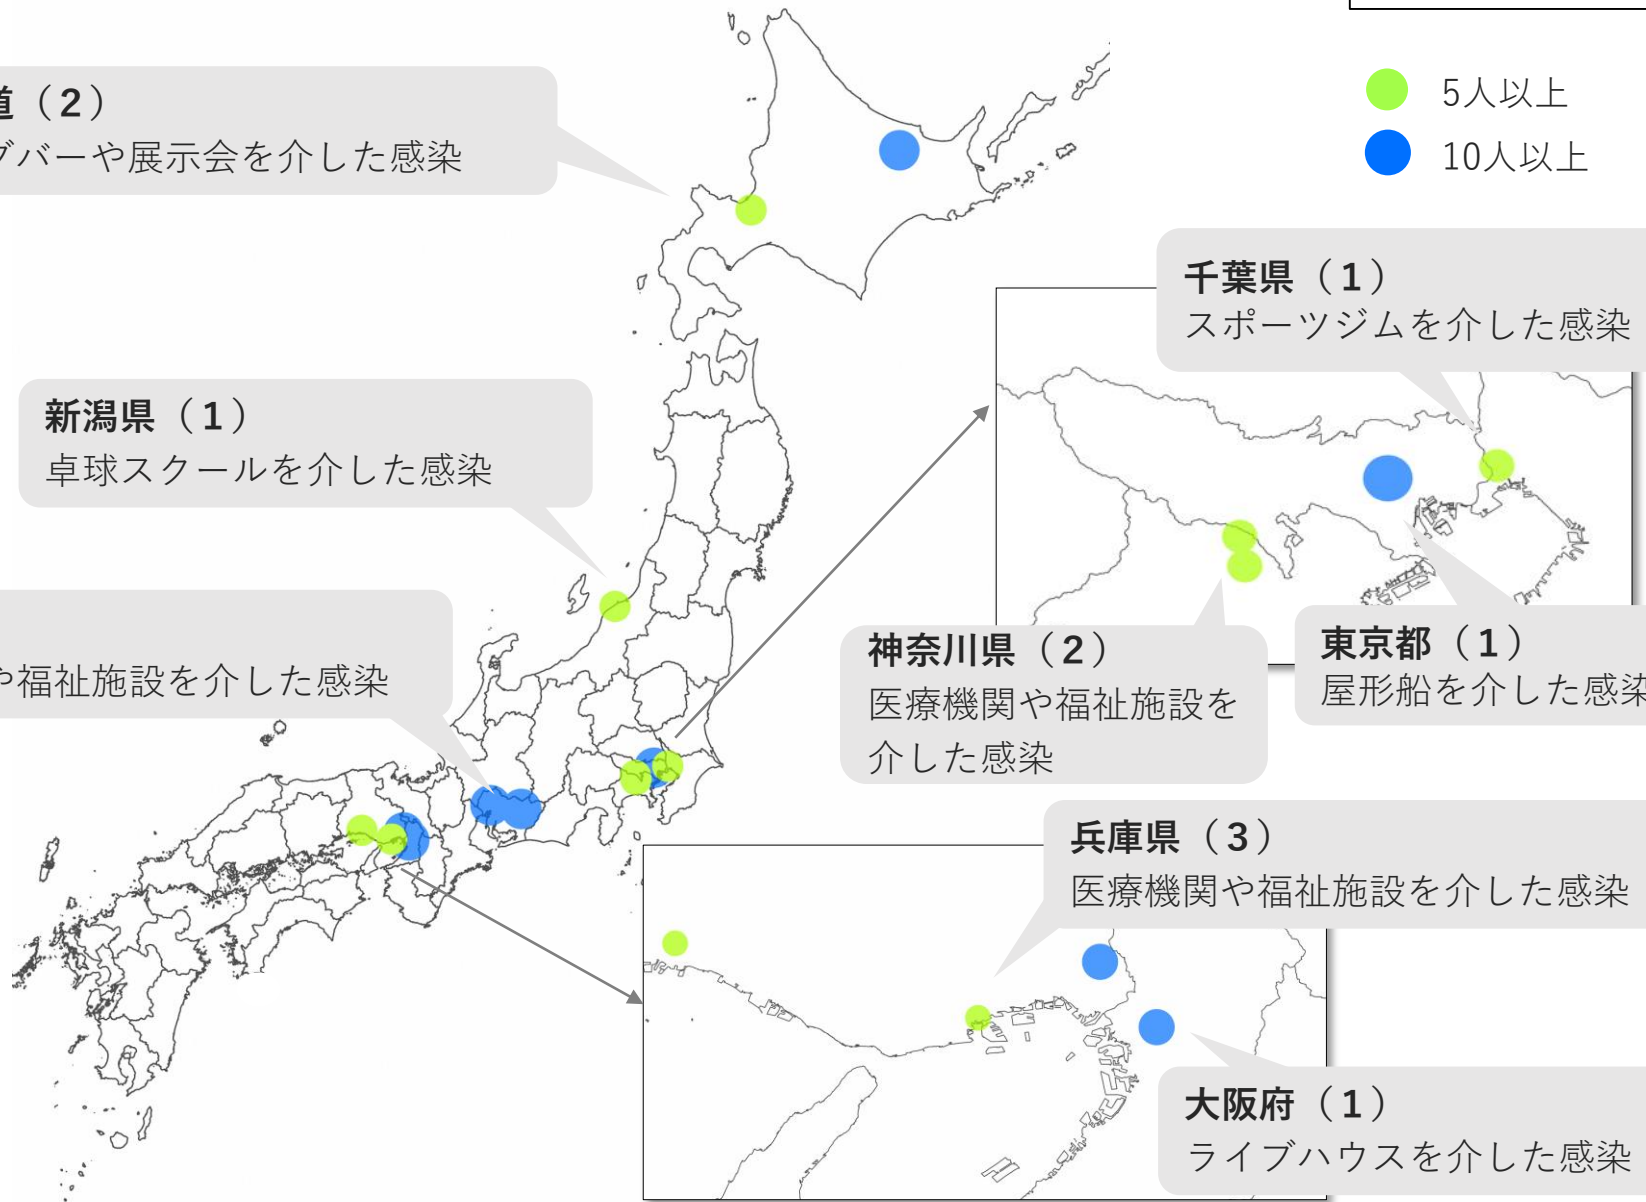 道（2）
ブバーや展示会を介した感染
5人以上
10人以上
千葉県（1）
スポーツジムを介した感染
新潟県（1）
卓球スクールを介した感染
や福祉施設を介した感染
神奈川県（2）
医療機関や福祉施設を
介した感染
東京都（1）
屋形船を介した感染
兵庫県（3）
医療機関や福祉施設を介した感染
大阪府（1）
ライブハウスを介した感染